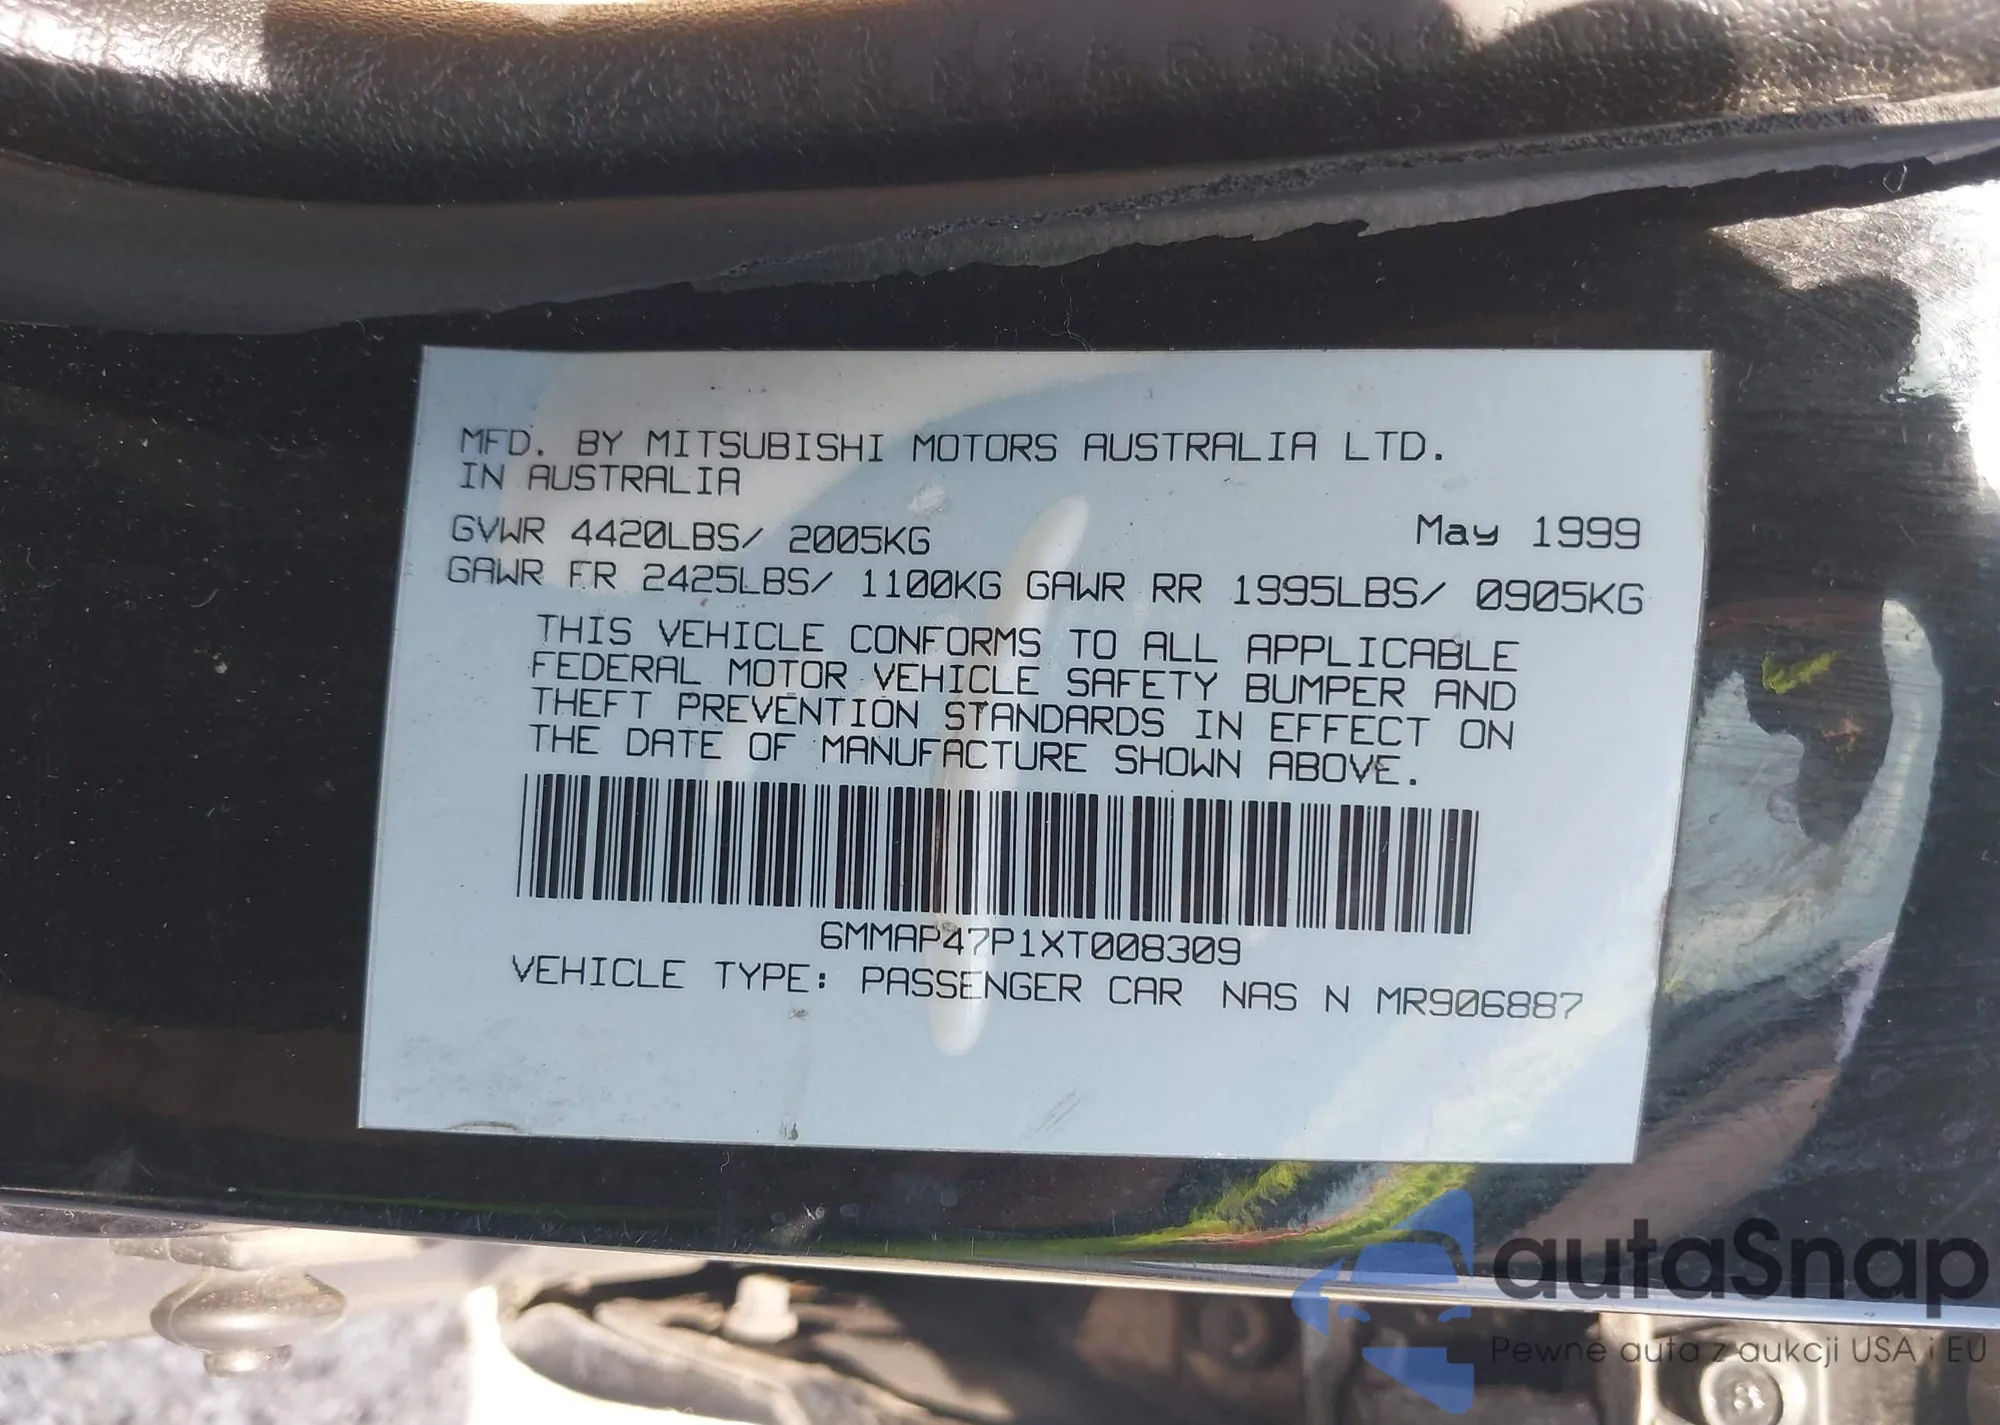 MFD. BY MITSUBISHI MOTORS AUSTRALIA LTD.
IN AUSTRALIA
GVWR 4420LBS/ 2005KG May 1999
GAWR FR 2425LBS/ 1100KG GAWR RR 1995LBS/ 0905KG
THIS VEHICLE CONFORMS TO ALL APPLICABLE
FEDERAL MOTOR VEHICLE SAFETY BUMPER AND
THEFT PREVENTION STANDARDS IN EFFECT ON
THE DATE OF MANUFACTURE SHOWN ABOVE.
6MMAP47P1XT008309
VEHICLE TYPE: PASSENGER CAR NAS N MR906887
autaSnap
Pewne auta z aukcji USA i EU